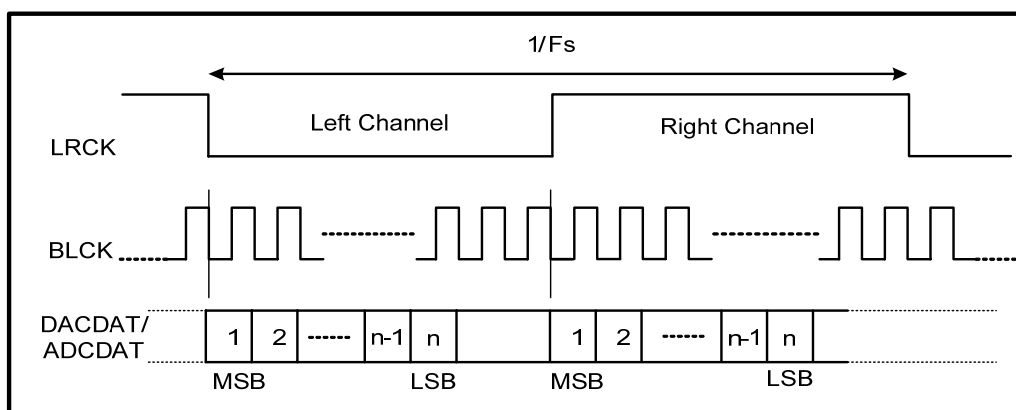 1/Fs
Left Channel
Right Channel
LRCK
BLCK
DACDAT/
ADCDAT
1 2 n-1 n 1 2 n-1 n
MSB LSB MSB LSB